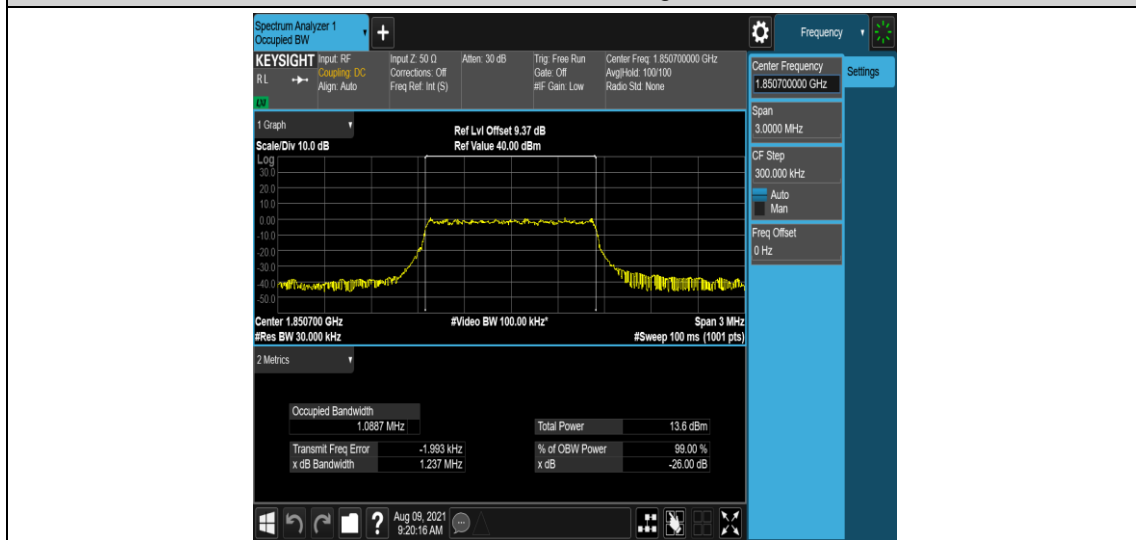 Spectrum Analyzer 1
Occupied BW
Frequency
KEYSIGHT
R L
LXI
Input: RF
Coupling: DC
Align: Auto
Input Z: 50 Ω
Corrections: Off
Freq Ref: Int (S)
Atten: 30 dB
Trig: Free Run
Gate: Off
#IF Gain: Low
Center Freq: 1.850700000 GHz
Avg|Hold: 100/100
Radio Std: None
Center Frequency
1.850700000 GHz
Settings
Span
3.0000 MHz
CF Step
300.000 kHz
Auto
Man
Freq Offset
0 Hz
1 Graph
Ref Lvl Offset 9.37 dB
Scale/Div 10.0 dB
Ref Value 40.00 dBm
Log
30.0
20.0
10.0
0.00
-10.0
-20.0
-30.0
-40.0
-50.0
Center 1.850700 GHz
#Video BW 100.00 kHz*
Span 3 MHz
#Res BW 30.000 kHz
#Sweep 100 ms (1001 pts)
2 Metrics
Occupied Bandwidth
1.0887 MHz
Total Power 13.6 dBm
Transmit Freq Error -1.993 kHz
% of OBW Power 99.00 %
x dB Bandwidth 1.237 MHz
x dB -26.00 dB
?
Aug 09, 2021
9:20:16 AM